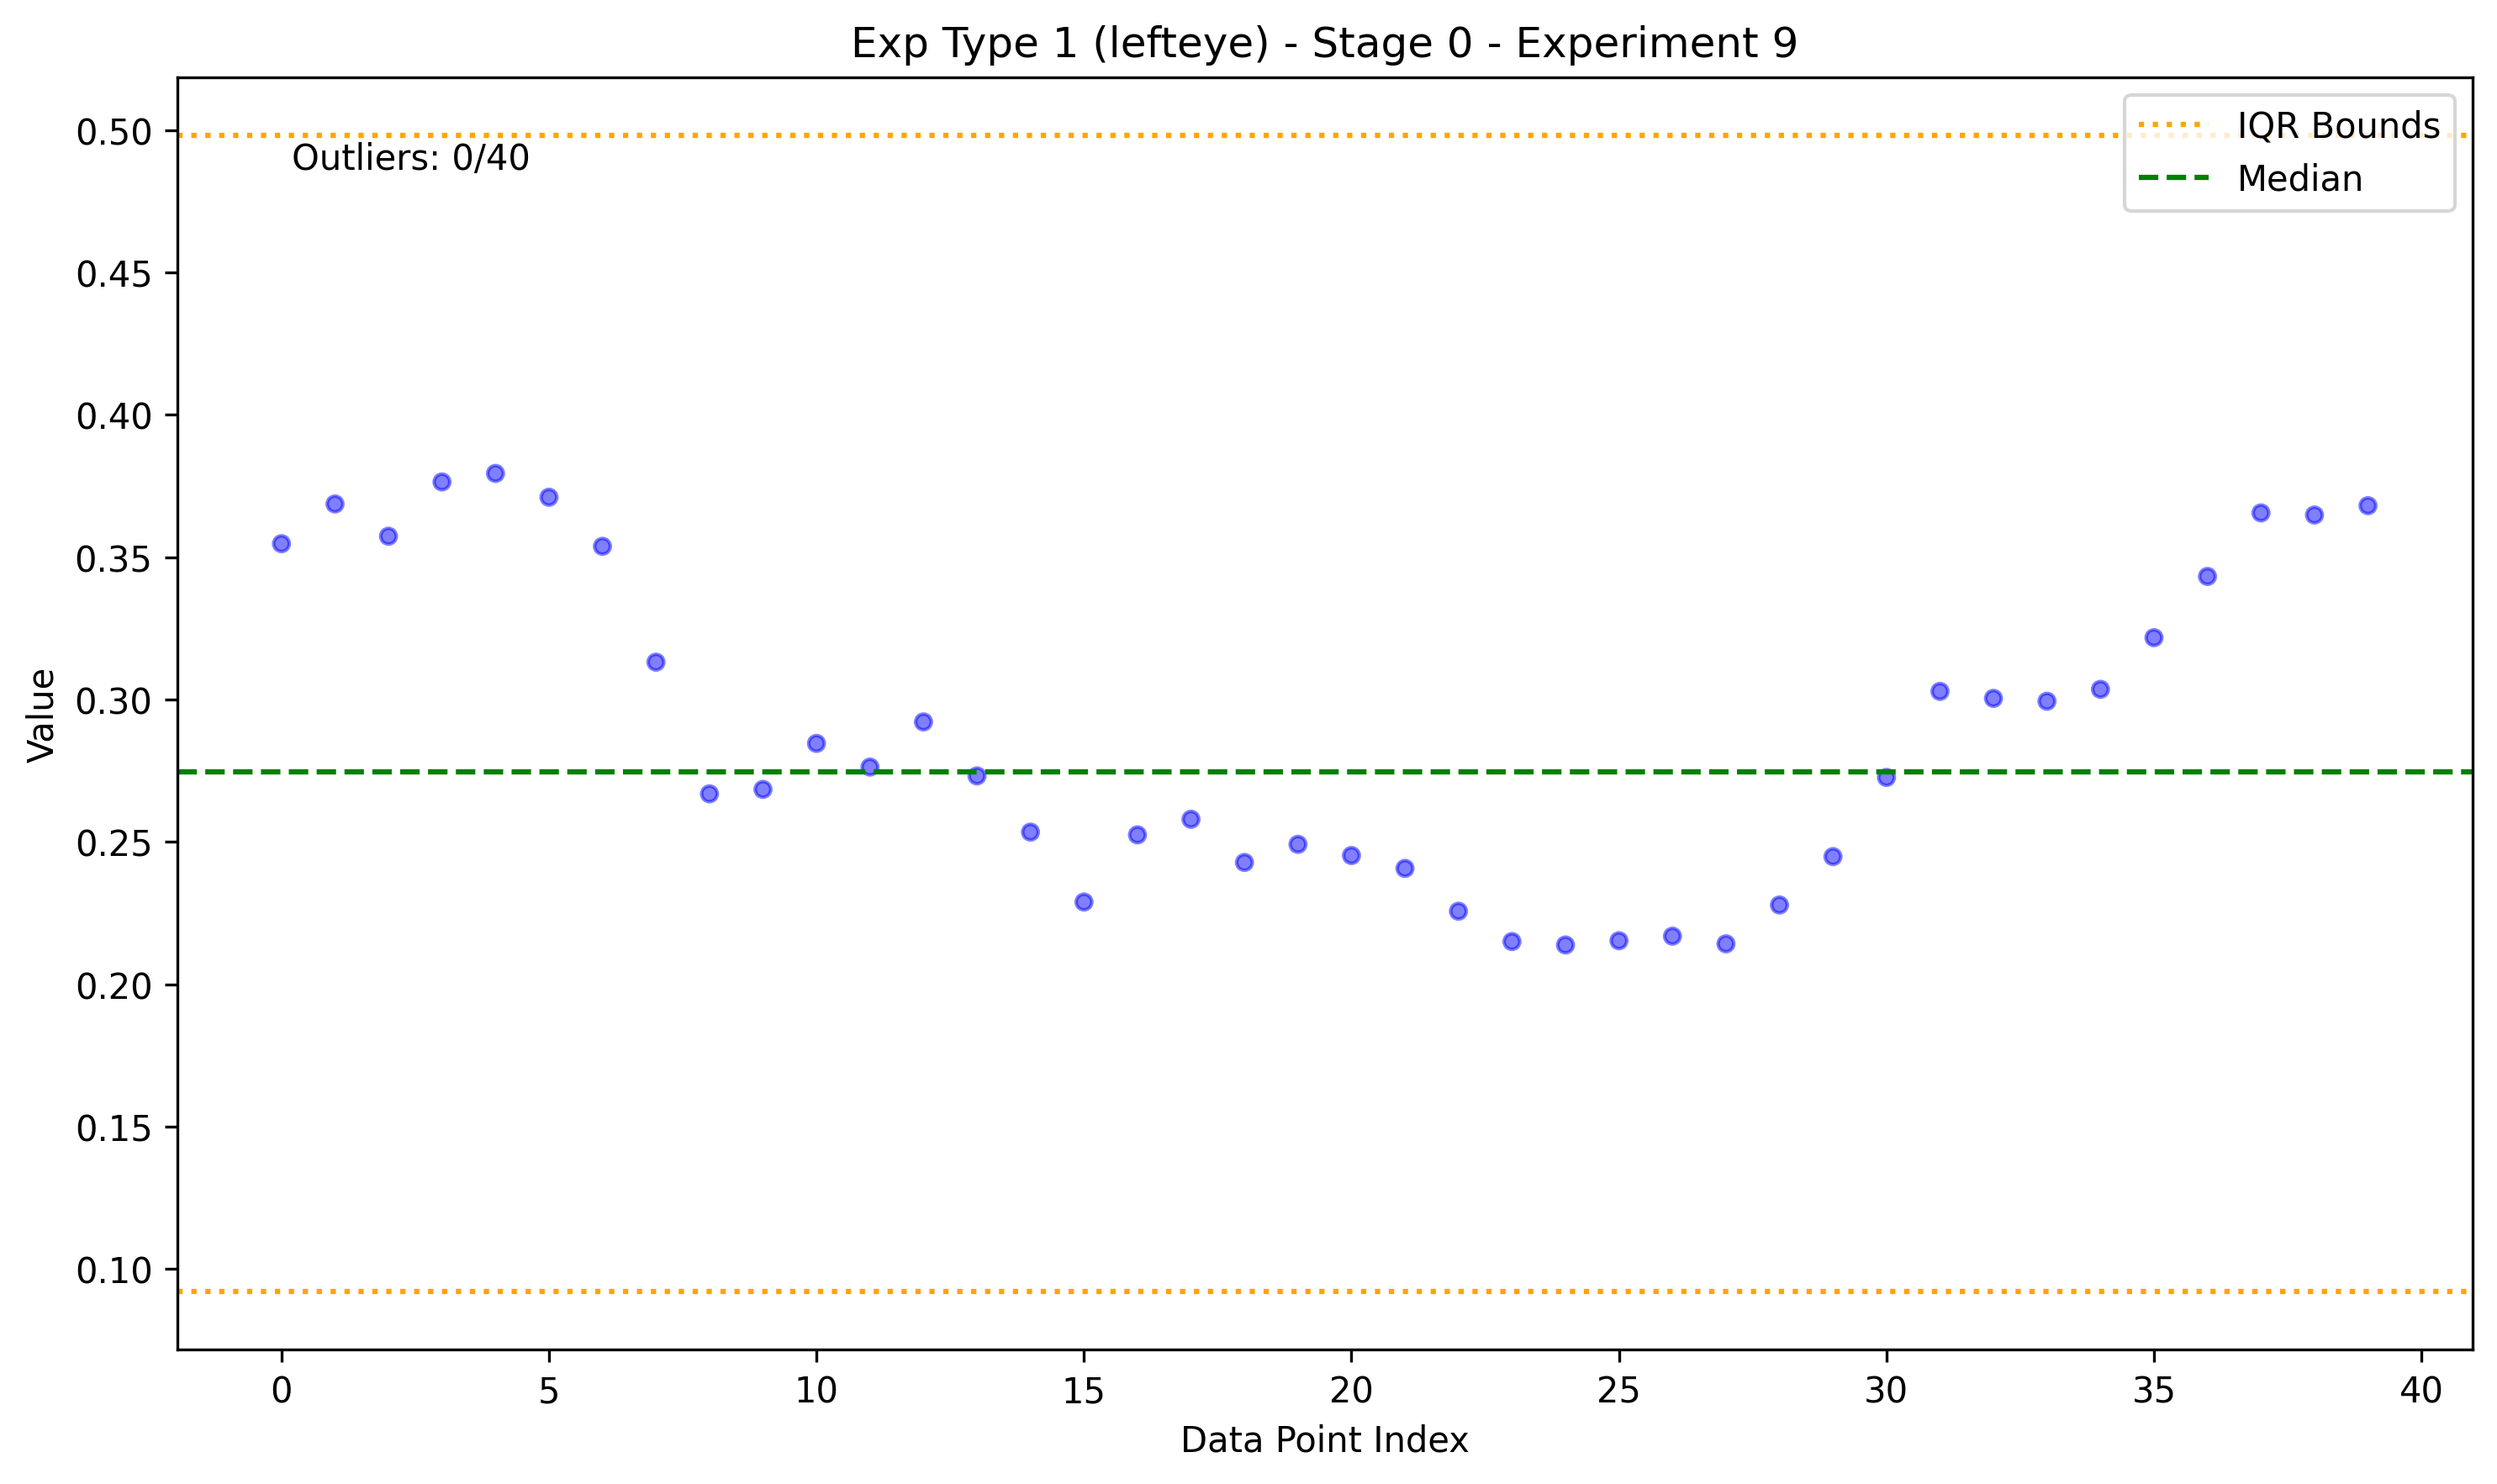 Exp Type 1 (lefteye) - Stage 0 - Experiment 9
IQR Bounds
Median
Outliers: 0/40
0.50
0.45
0.40
0.35
0.30
0.25
0.20
0.15
0.10
Value
0 5 10 15 20 25 30 35 40
Data Point Index